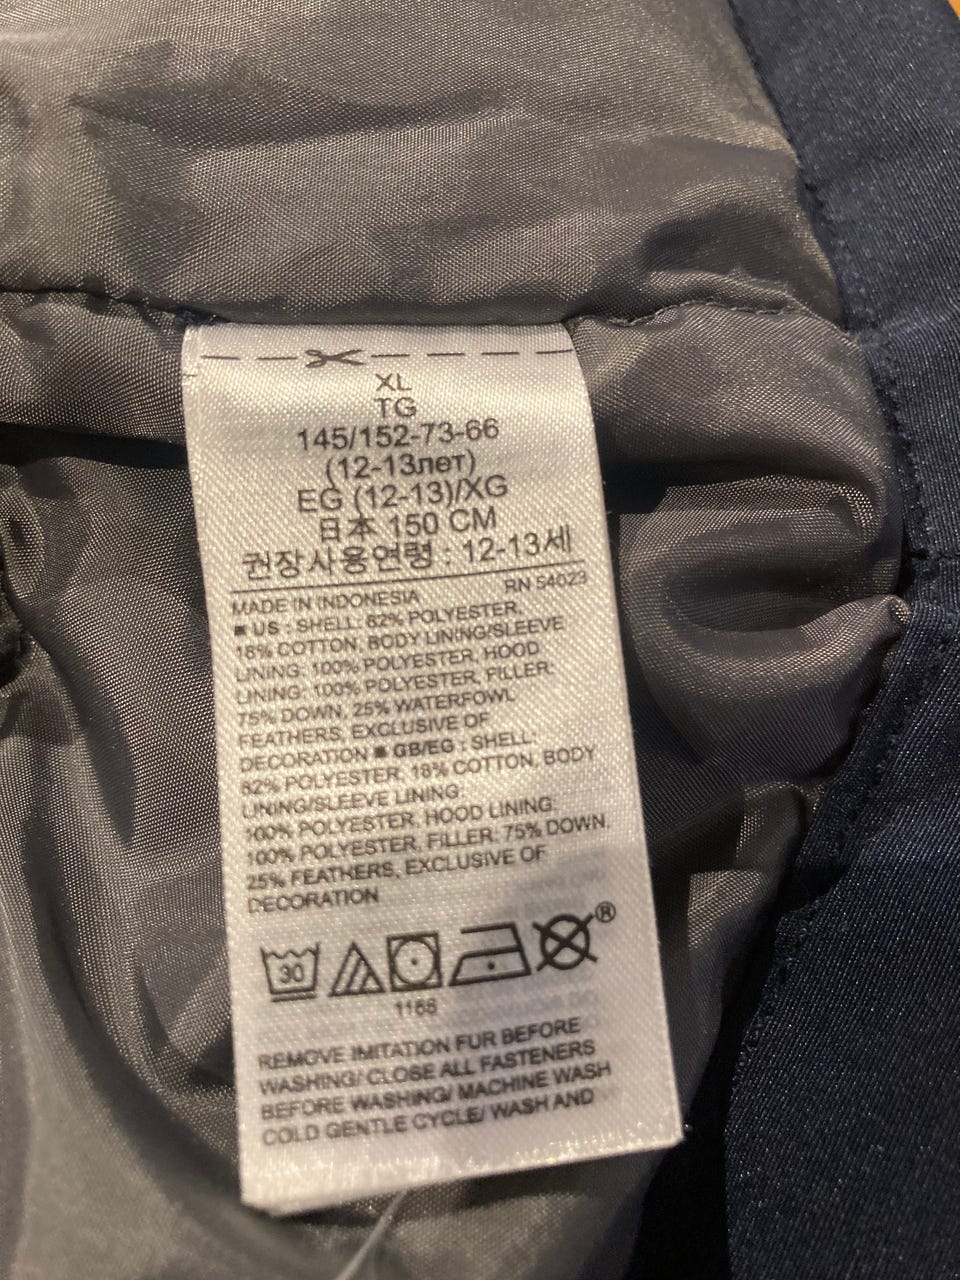 XL
TG
145/152-73-66
(12-13лет)
EG (12-13)/XG
日本 150 CM
권장사용연령 : 12-13세
MADE IN INDONESIA RN 54023
■ US : SHELL: 82% POLYESTER,
18% COTTON, BODY LINING/SLEEVE
LINING: 100% POLYESTER, HOOD
LINING: 100% POLYESTER, FILLER:
75% DOWN, 25% WATERFOWL
FEATHERS, EXCLUSIVE OF
DECORATION ■ GB/EG : SHELL:
82% POLYESTER, 18% COTTON, BODY
LINING/SLEEVE LINING:
100% POLYESTER, HOOD LINING:
100% POLYESTER, FILLER: 75% DOWN,
25% FEATHERS, EXCLUSIVE OF
DECORATION
30 ®
1166
REMOVE IMITATION FUR BEFORE
WASHING/ CLOSE ALL FASTENERS
BEFORE WASHING/ MACHINE WASH
COLD GENTLE CYCLE/ WASH AND